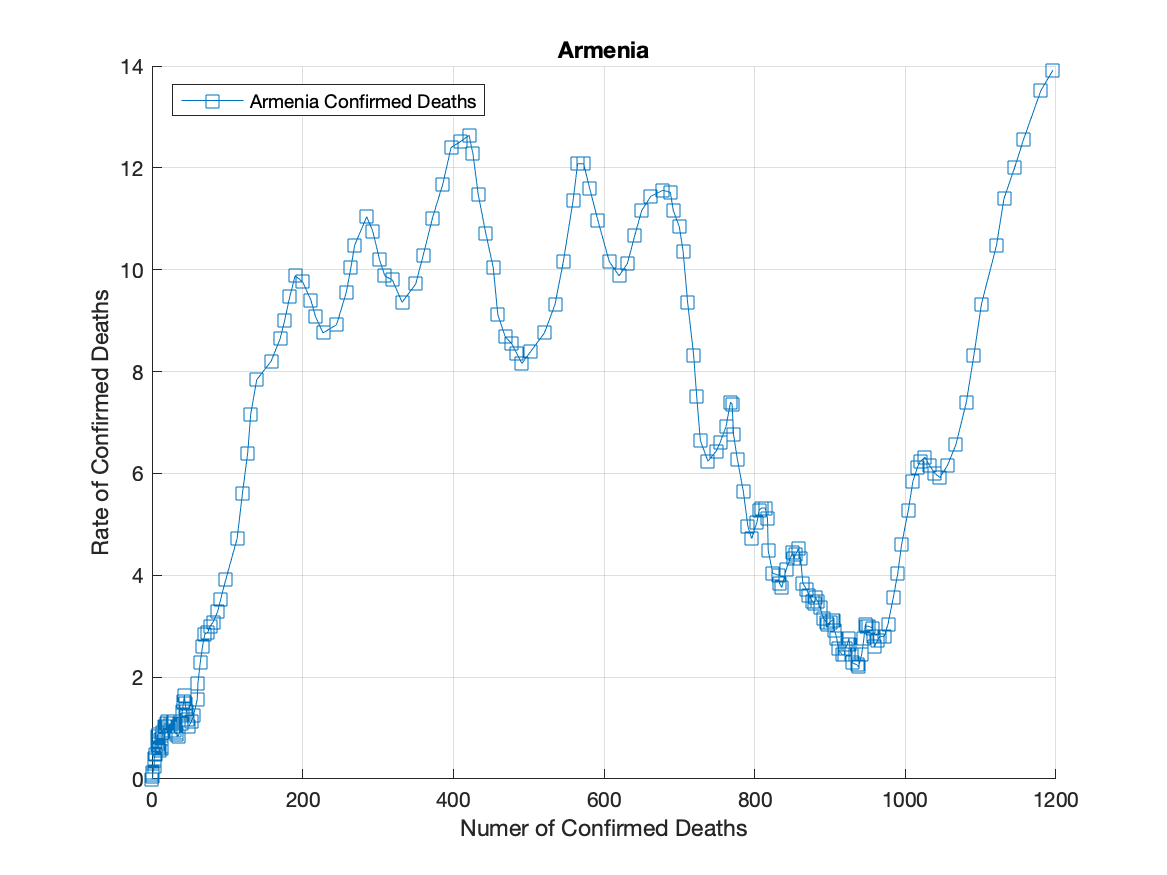 Armenia
Armenia Confirmed Deaths
14
12
10
8
6
4
2
0
Rate of Confirmed Deaths
0 200 400 600 800 1000 1200
Numer of Confirmed Deaths